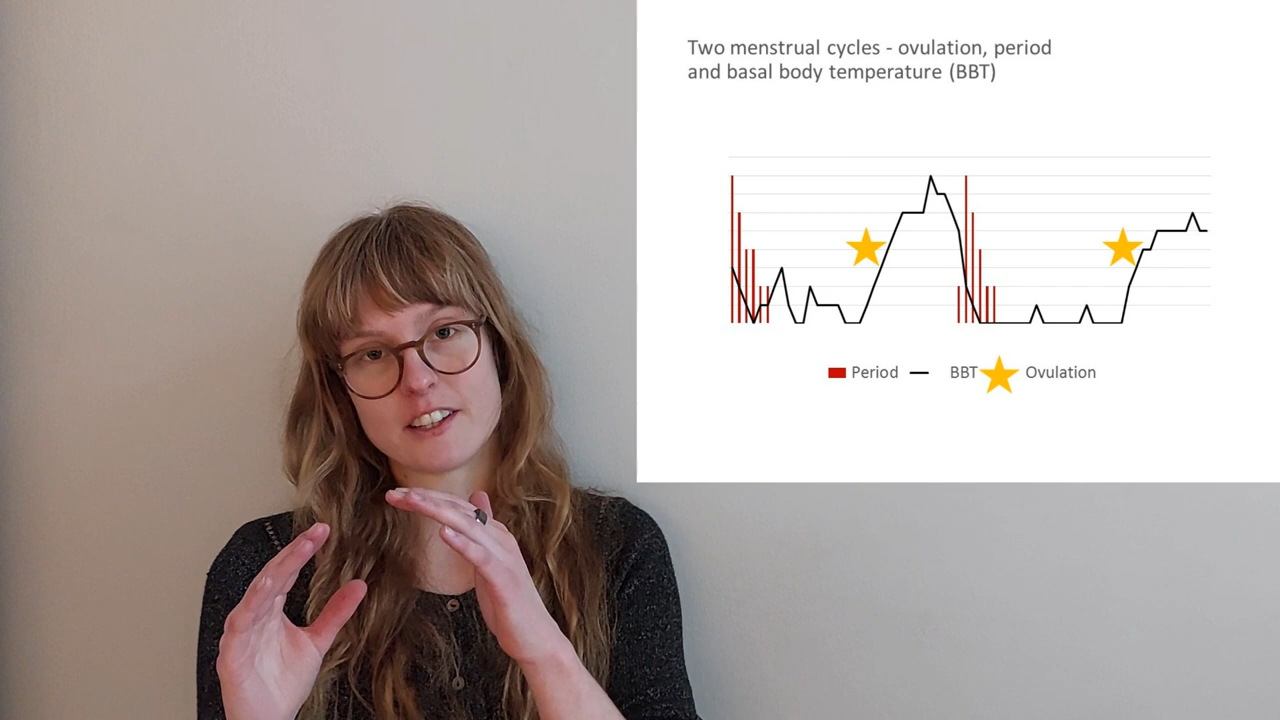 Two menstrual cycles - ovulation, period
and basal body temperature (BBT)
Period BBT Ovulation